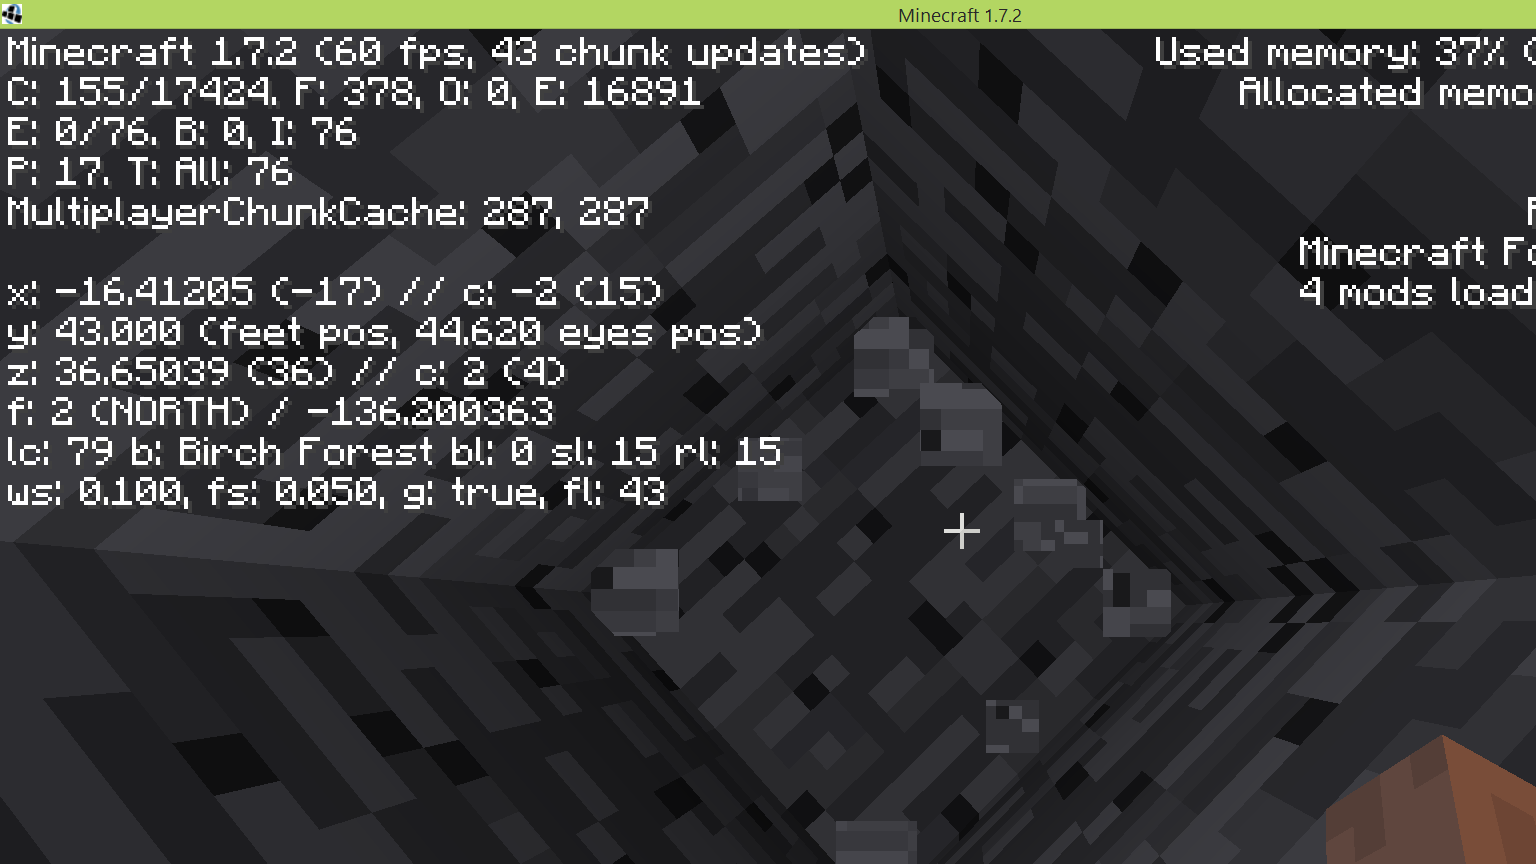 Minecraft 1.7.2
Minecraft 1.7.2 (60 fps, 43 chunk updates)
Used memory: 37%
C: 155/17424. F: 378, O: 0, E: 16891
Allocated
E: 0/76. B: 0, I: 76
P: 17. T: All: 76
MultiplayerChunkCache: 287, 287
Minecraft
x: -16.41205 (-17) // c: -2 (15)
4 mods
y: 43.000 (feet pos, 44.620 eyes pos)
z: 36.65039 (36) // c: 2 (4)
f: 2 (NORTH) / -136.200363
lc: 79 b: Birch Forest bl: 0 sl: 15 rl: 15
ws: 0.100, fs: 0.050, g: true, fl: 43